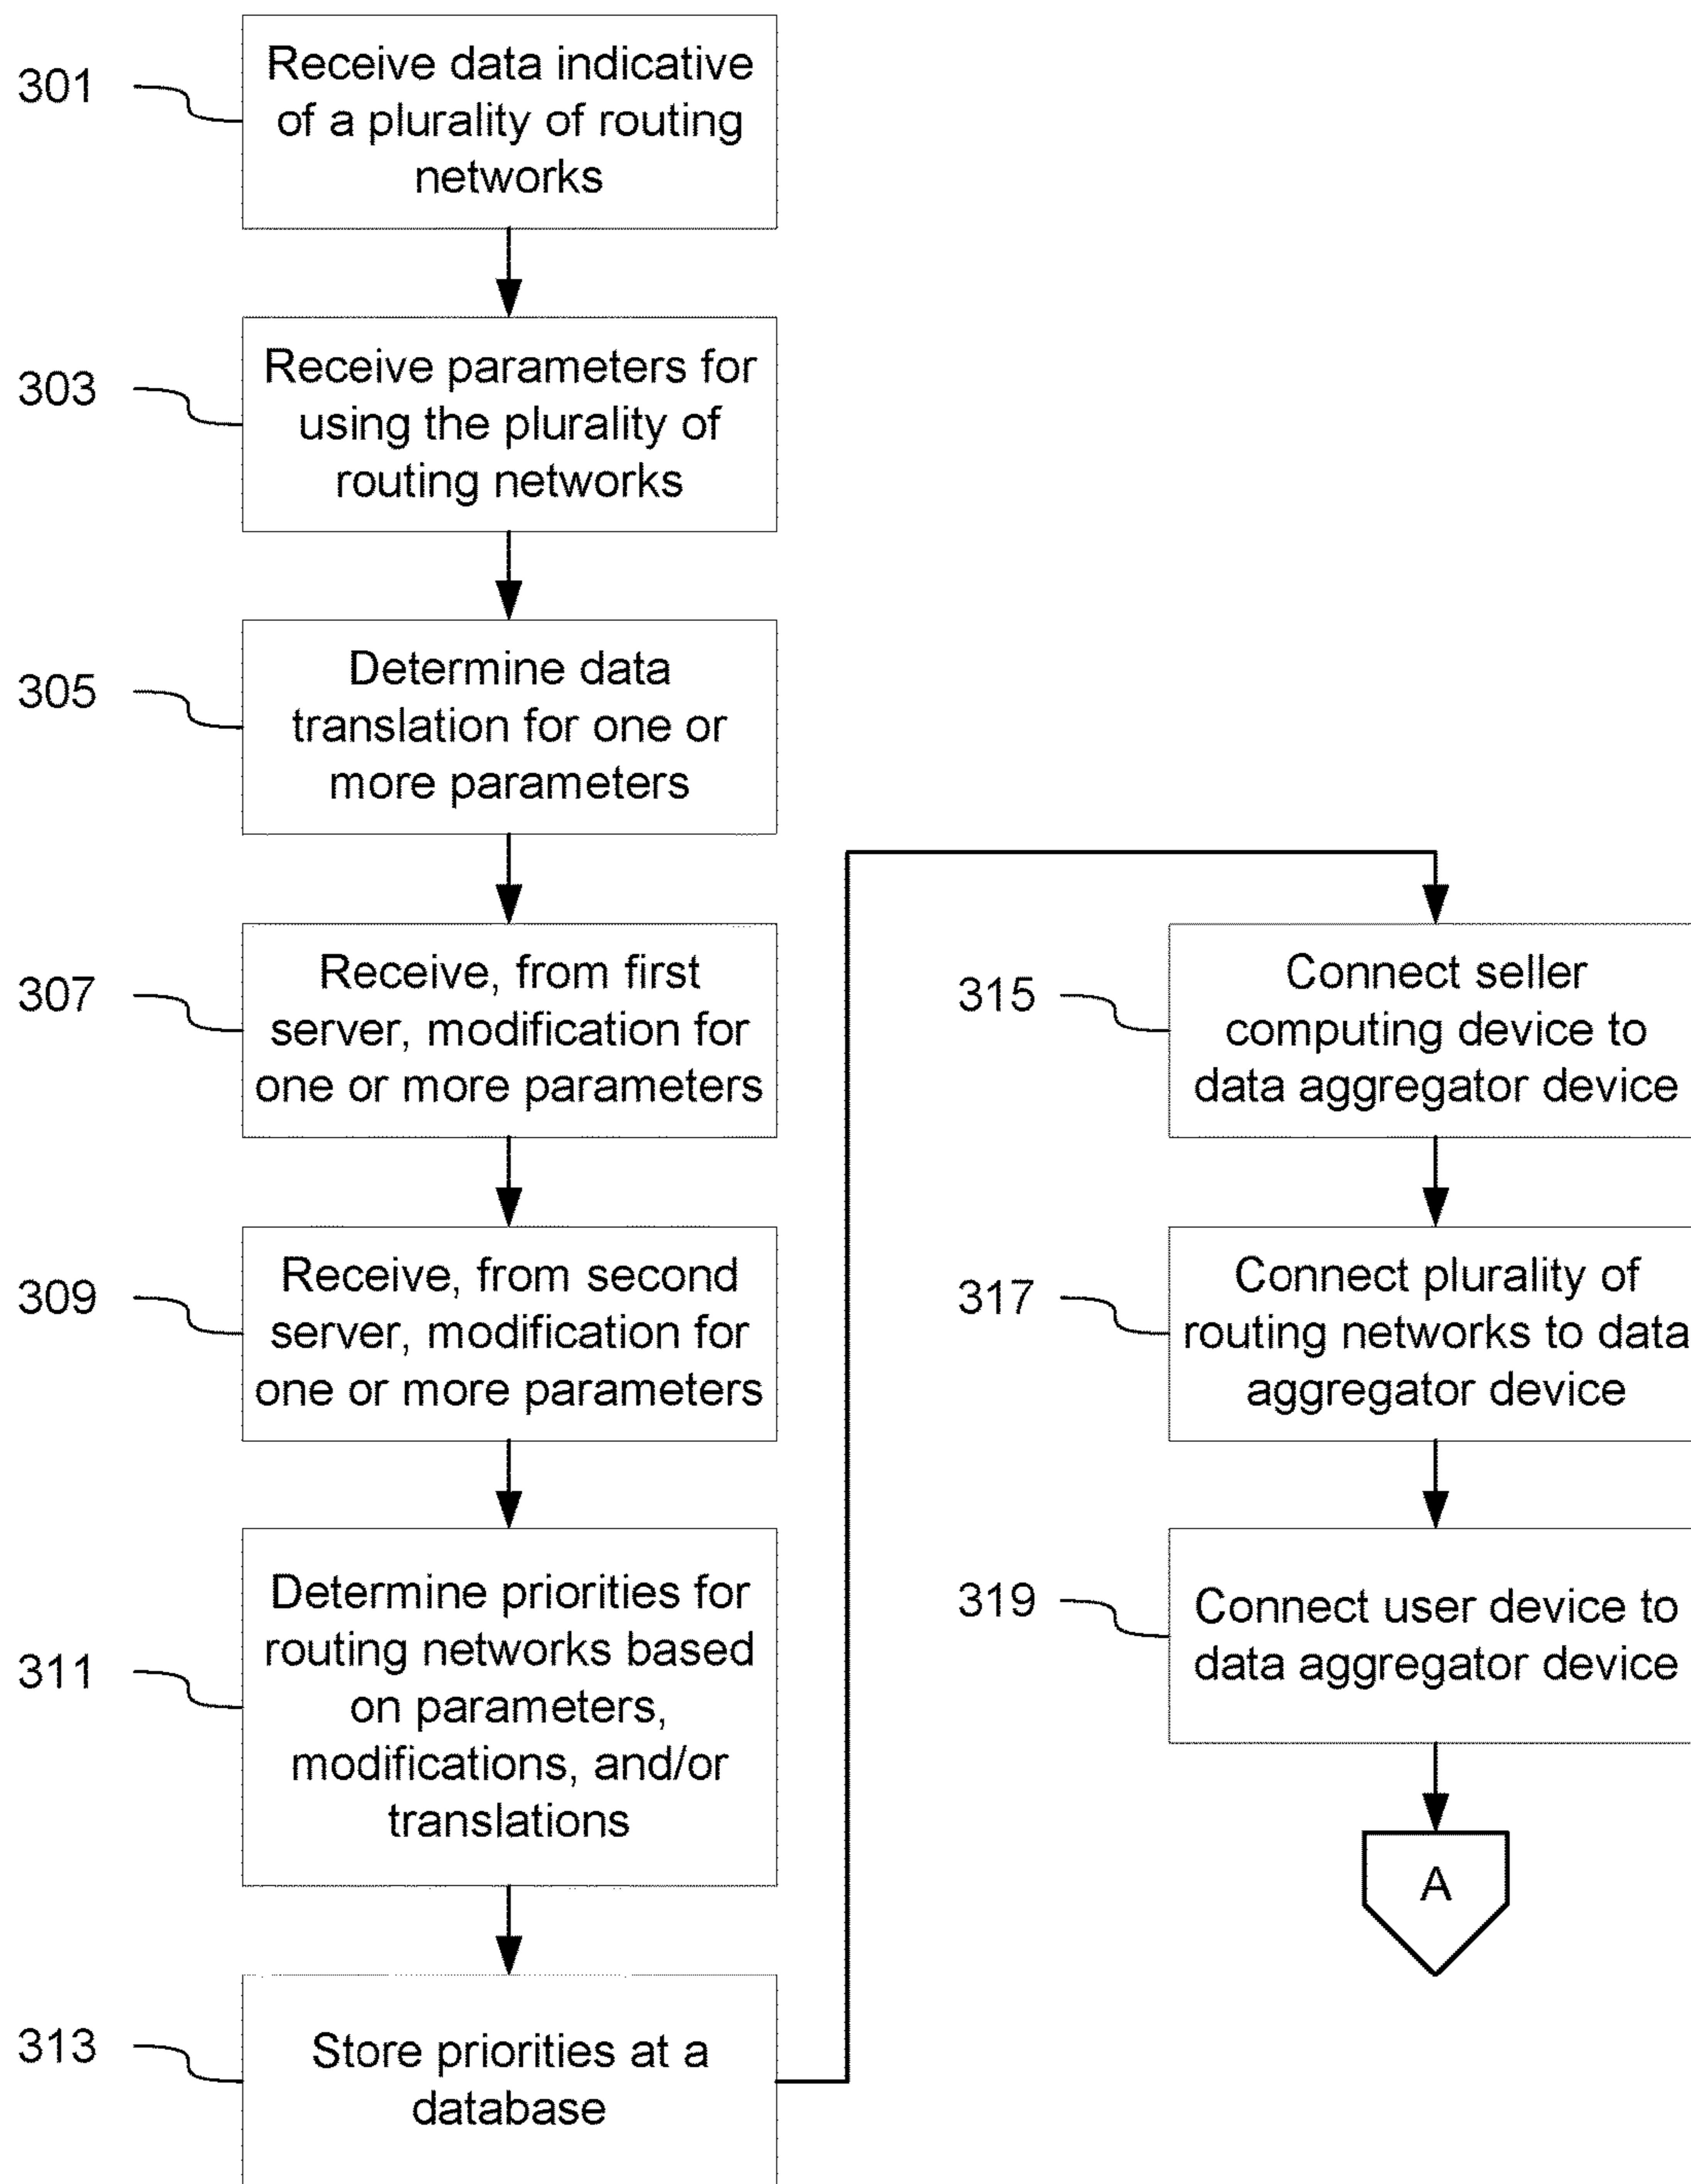 301
Receive data indicative
of a plurality of routing
networks
303
Receive parameters for
using the plurality of
routing networks
305
Determine data
translation for one or
more parameters
307
Receive, from first
server, modification for
one or more parameters
309
Receive, from second
server, modification for
one or more parameters
311
Determine priorities for
routing networks based
on parameters,
modifications, and/or
translations
313
Store priorities at a
database
315
Connect seller
computing device to
data aggregator device
317
Connect plurality of
routing networks to data
aggregator device
319
Connect user device to
data aggregator device
A